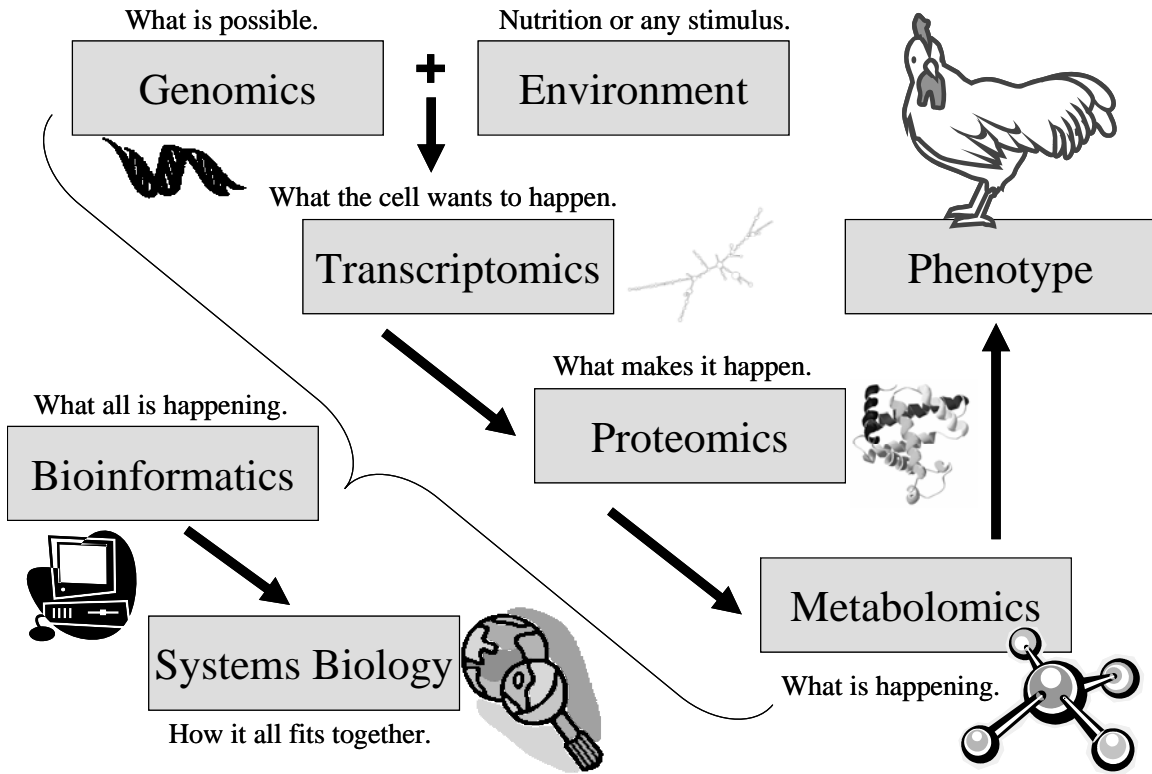 What is possible.
Genomics
+
Nutrition or any stimulus.
Environment
What the cell wants to happen.
Transcriptomics
Phenotype
What makes it happen.
Proteomics
What all is happening.
Bioinformatics
Metabolomics
What is happening.
Systems Biology
How it all fits together.